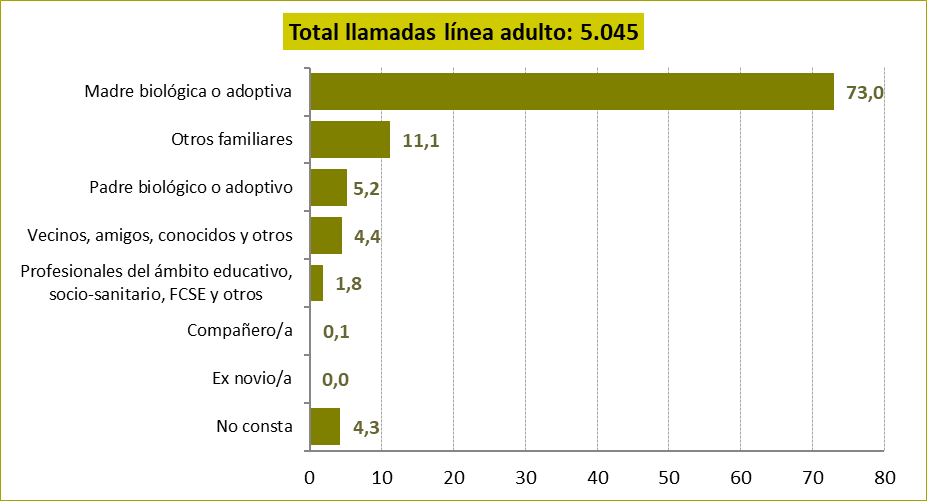 Total llamadas línea adulto: 5.045
Madre biológica o adoptiva
73,0
Otros familiares
11,1
Padre biológico o adoptivo
5,2
Vecinos, amigos, conocidos y otros
4,4
Profesionales del ámbito educativo,
socio-sanitario, FCSE y otros
1,8
Compañero/a
0,1
Ex novio/a
0,0
No consta
4,3
0 10 20 30 40 50 60 70 80